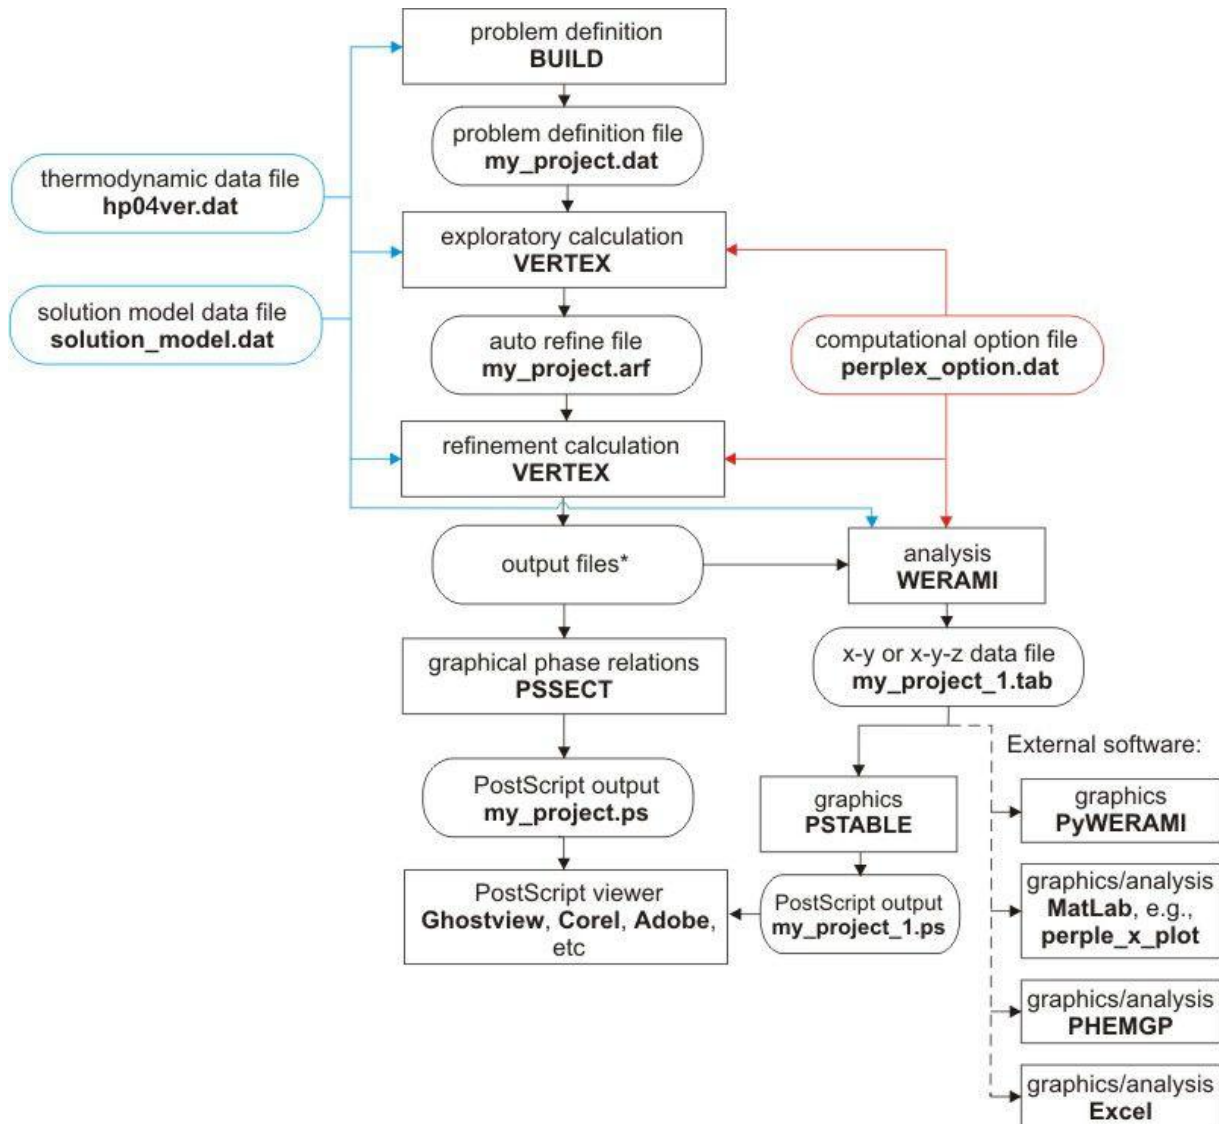 problem definition
BUILD
problem definition file
my_project.dat
thermodynamic data file
hp04ver.dat
exploratory calculation
VERTEX
solution model data file
solution_model.dat
auto refine file
my_project.arf
computational option file
perplex_option.dat
refinement calculation
VERTEX
output files*
analysis
WERAMI
graphical phase relations
PSSECT
x-y or x-y-z data file
my_project_1.tab
External software:
PostScript output
my_project.ps
graphics
PSTABLE
graphics
PyWERAMI
PostScript viewer
Ghostview, Corel, Adobe,
etc
PostScript output
my_project_1.ps
graphics/analysis
MatLab, e.g.,
perple_x_plot
graphics/analysis
PHEMGP
graphics/analysis
Excel